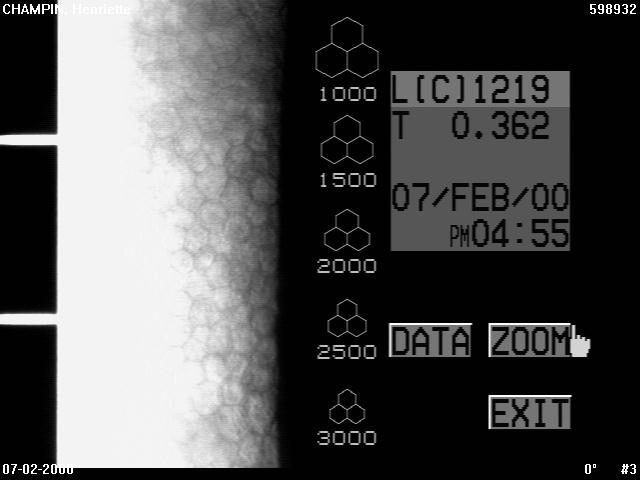 CHAMPIN, Henriette
598932
1000
L(C)1219
T 0.362
1500
07/FEB/00
PM04:55
2000
2500
DATA ZOOM
EXIT
3000
07-02-2000
0° #3